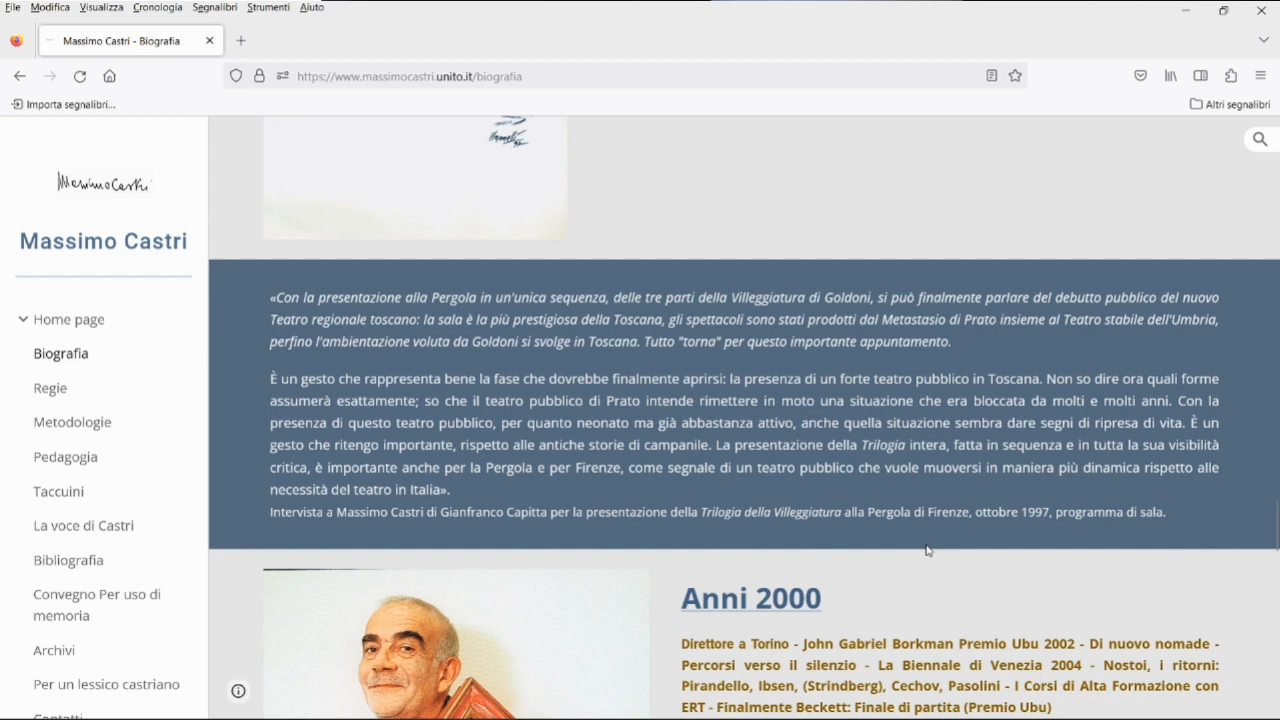 File Modifica Visualizza Cronologia Segnalibri Strumenti Aiuto
Massimo Castri - Biografia
https://www.massimocastri.unito.it/biografia
Importa segnalibri...
Altri segnalibri
Massimo Castri
Massimo Castri
Home page
Biografia
Regie
Metodologie
Pedagogia
Taccuini
La voce di Castri
Bibliografia
Convegno Per uso di
memoria
Archivi
Per un lessico castriano
Contatti
«Con la presentazione alla Pergola in un'unica sequenza, delle tre parti della Villeggiatura di Goldoni, si può finalmente parlare del debutto pubblico del nuovo
Teatro regionale toscano: la sala è la più prestigiosa della Toscana, gli spettacoli sono stati prodotti dal Metastasio di Prato insieme al Teatro stabile dell'Umbria,
perfino l'ambientazione voluta da Goldoni si svolge in Toscana. Tutto "torna" per questo importante appuntamento.
È un gesto che rappresenta bene la fase che dovrebbe finalmente aprirsi: la presenza di un forte teatro pubblico in Toscana. Non so dire ora quali forme
assumerà esattamente; so che il teatro pubblico di Prato intende rimettere in moto una situazione che era bloccata da molti e molti anni. Con la
presenza di questo teatro pubblico, per quanto neonato ma già abbastanza attivo, anche quella situazione sembra dare segni di ripresa di vita. È un
gesto che ritengo importante, rispetto alle antiche storie di campanile. La presentazione della Trilogia intera, fatta in sequenza e in tutta la sua visibilità
critica, è importante anche per la Pergola e per Firenze, come segnale di un teatro pubblico che vuole muoversi in maniera più dinamica rispetto alle
necessità del teatro in Italia».
Intervista a Massimo Castri di Gianfranco Capitta per la presentazione della Trilogia della Villeggiatura alla Pergola di Firenze, ottobre 1997, programma di sala.
Anni 2000
Direttore a Torino - John Gabriel Borkman Premio Ubu 2002 - Di nuovo nomade -
Percorsi verso il silenzio - La Biennale di Venezia 2004 - Nostoi, i ritorni:
Pirandello, Ibsen, (Strindberg), Cechov, Pasolini - I Corsi di Alta Formazione con
ERT - Finalmente Beckett: Finale di partita (Premio Ubu)